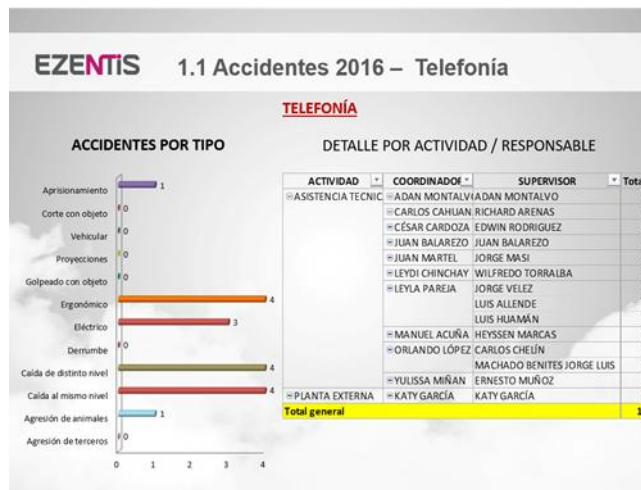 EZENTiS
1.1 Accidentes 2016 – Telefonía
TELEFONÍA
ACCIDENTES POR TIPO
Aprisionamiento 1
Corte con objeto 0
Vehicular 0
Proyecciones 0
Golpeado con objeto 0
Ergonómico 4
Eléctrico 3
Derrumbe 0
Caída de distinto nivel 4
Caída al mismo nivel 4
Agresión de animales 1
Agresión de terceros 0
0 1 2 3 4
DETALLE POR ACTIVIDAD / RESPONSABLE
ACTIVIDAD COORDINADOR SUPERVISOR Tota
ASISTENCIA TECNIC ADAN MONTALV ADAN MONTALVO
CARLOS CAHUAN RICHARD ARENAS
CÉSAR CARDOZA EDWIN RODRIGUEZ
JUAN BALAREZO JUAN BALAREZO
JUAN MARTEL JORGE MASI
LEYDI CHINCHAY WILFREDO TORRALBA
LEYLA PAREJA JORGE VELEZ
LUIS ALLENDE
LUIS HUAMÁN
MANUEL ACUÑA HEYSSEN MARCAS
ORLANDO LÓPEZ CARLOS CHELÍN
MACHADO BENITES JORGE LUIS
YULISSA MIÑAN ERNESTO MUÑOZ
PLANTA EXTERNA KATY GARCÍA KATY GARCÍA
Total general 1